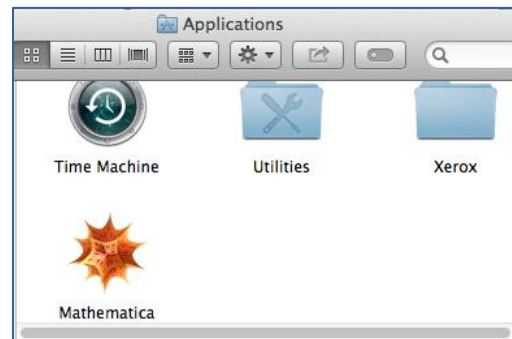 Applications
Time Machine
Utilities
Xerox
Mathematica